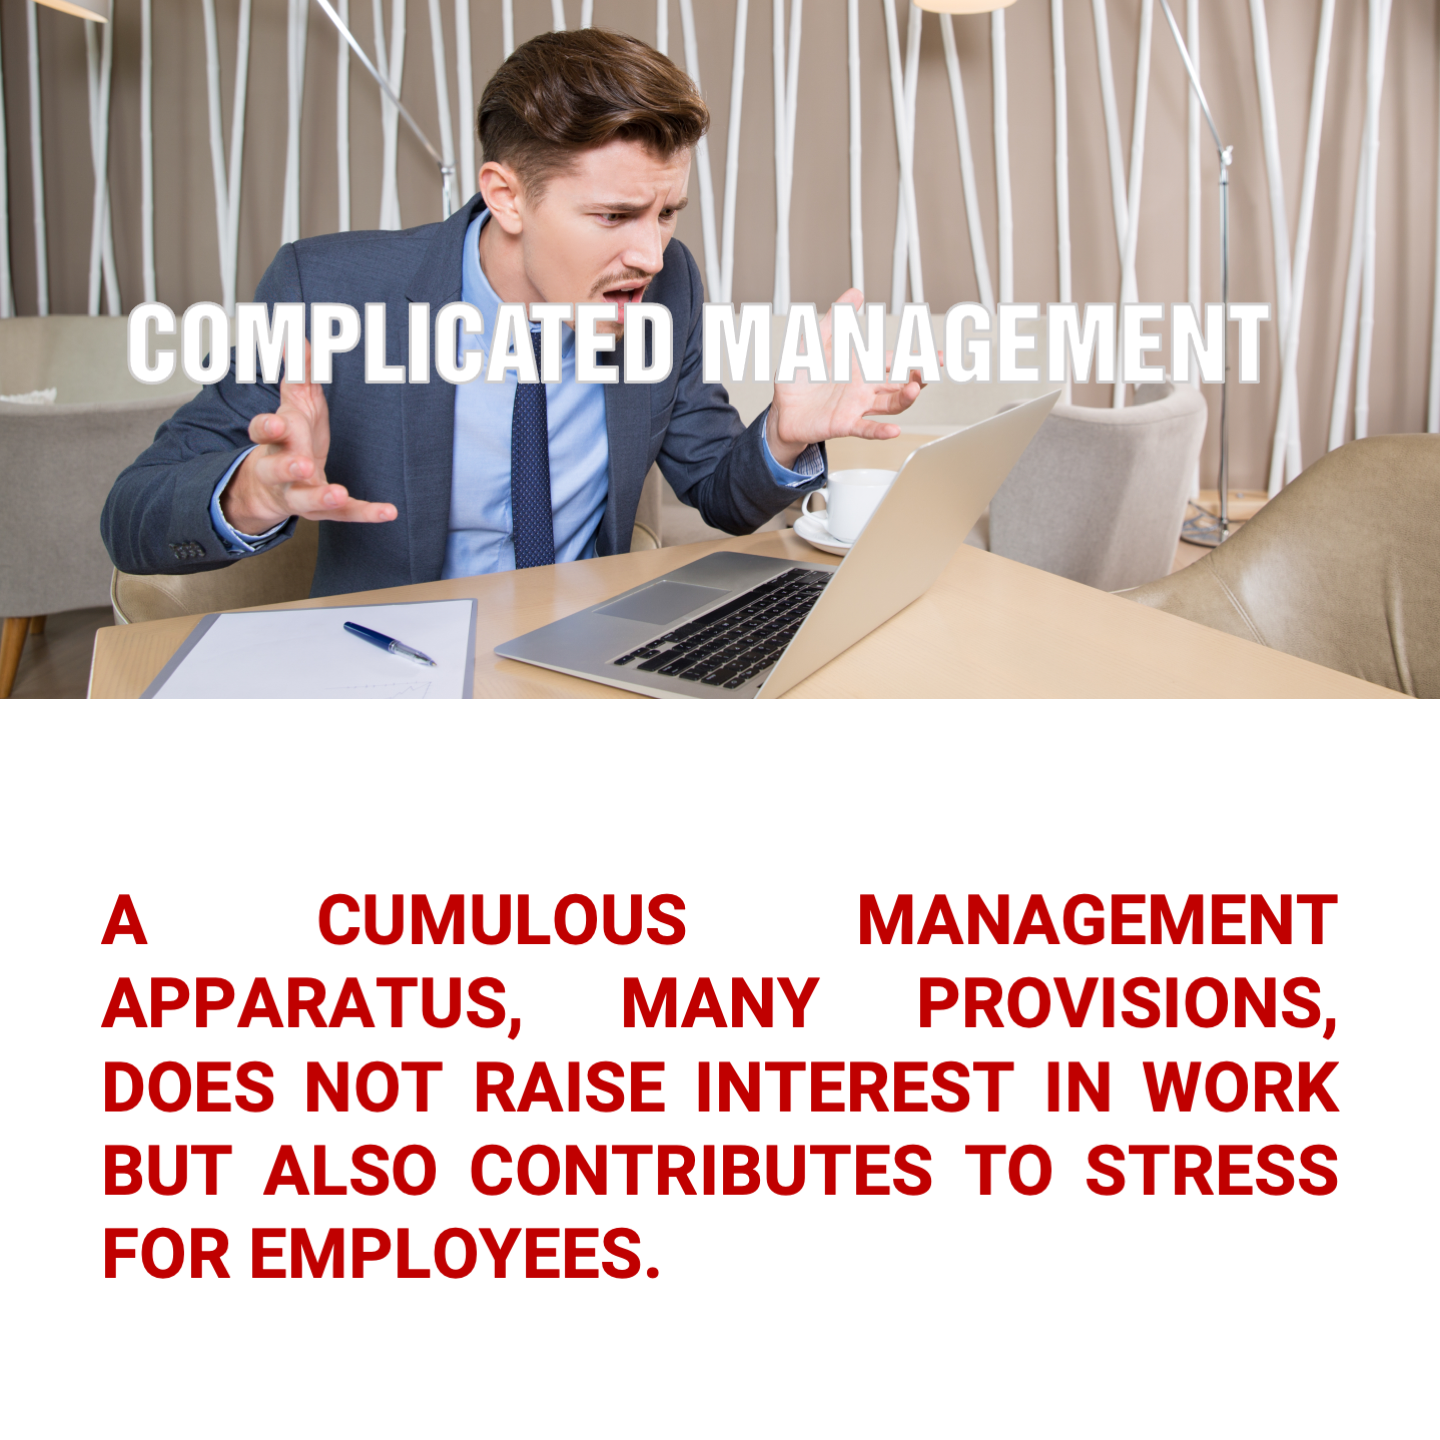 COMPLICATED MANAGEMENT
A CUMULOUS MANAGEMENT
APPARATUS, MANY PROVISIONS,
DOES NOT RAISE INTEREST IN WORK
BUT ALSO CONTRIBUTES TO STRESS
FOR EMPLOYEES.